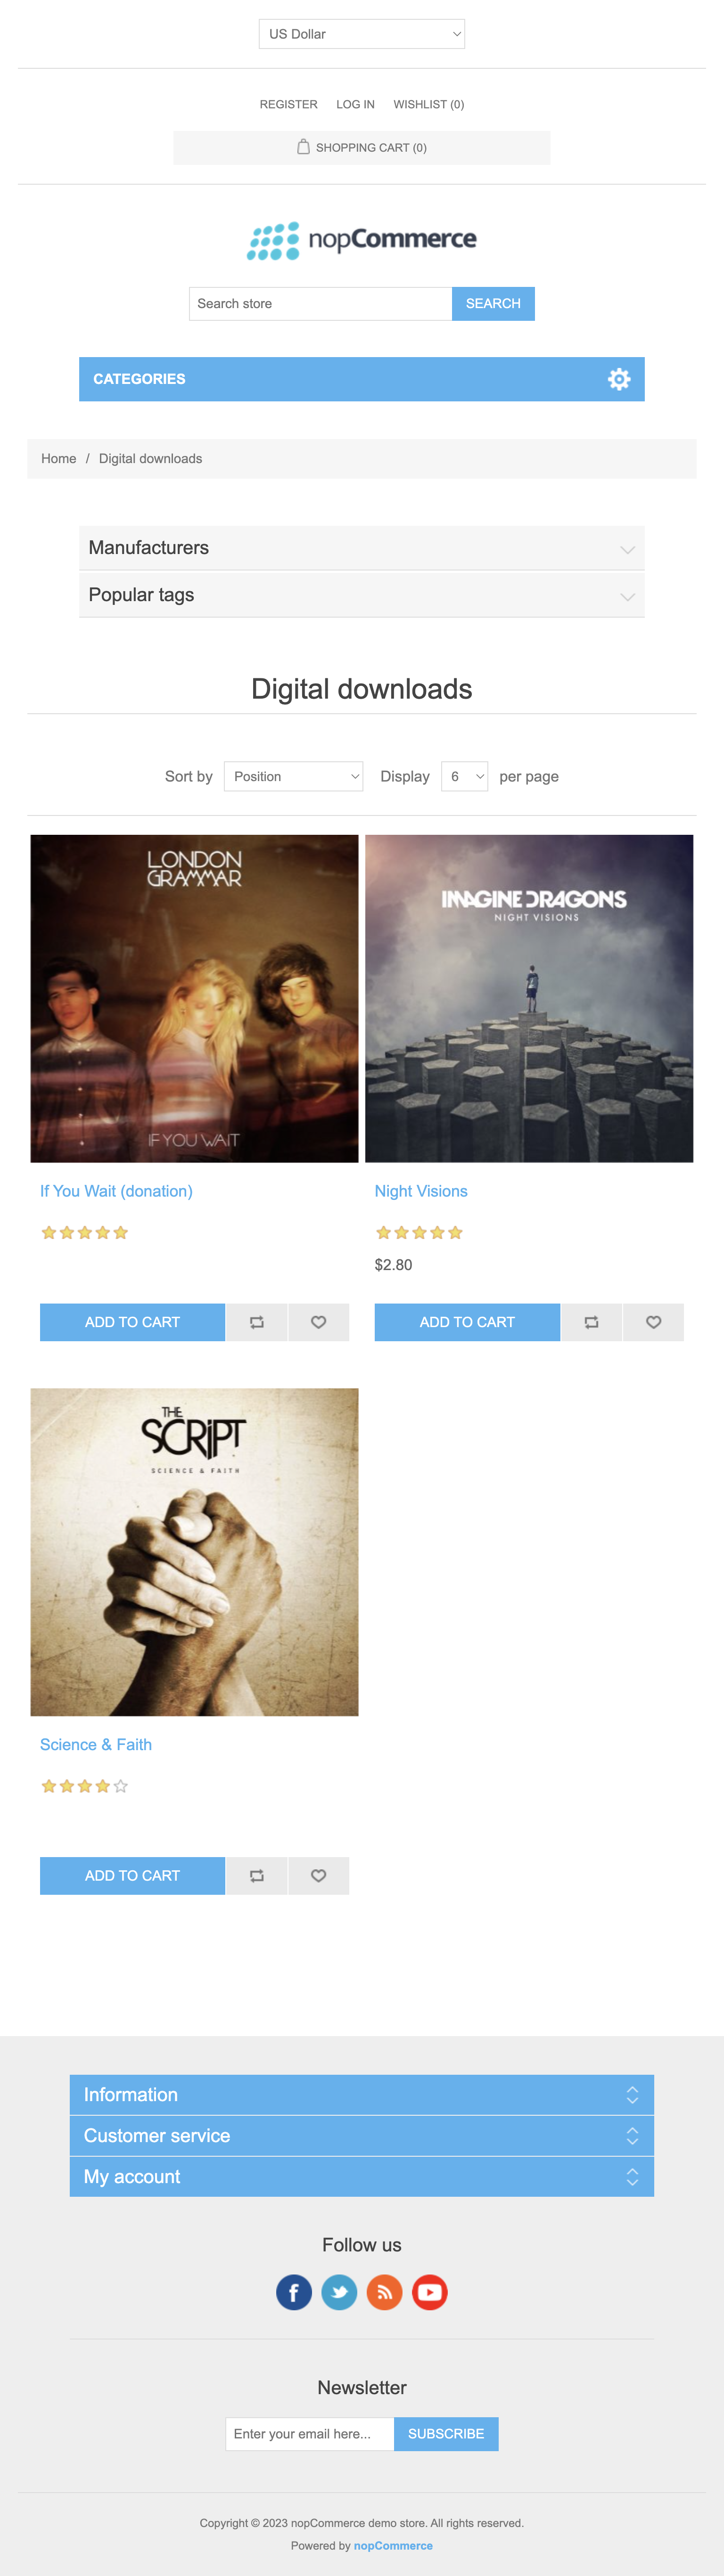 US Dollar
REGISTER LOG IN WISHLIST (0)
SHOPPING CART (0)
nopCommerce
Search store SEARCH
CATEGORIES
Home / Digital downloads
Manufacturers
Popular tags
Digital downloads
Sort by Position Display 6 per page
LONDON
GRAMMAR
IF YOU WAIT
IMAGINE DRAGONS
NIGHT VISIONS
If You Wait (donation)
Night Visions
$2.80
ADD TO CART
ADD TO CART
THE
SCRIPT
SCIENCE & FAITH
Science & Faith
ADD TO CART
Information
Customer service
My account
Follow us
Newsletter
Enter your email here... SUBSCRIBE
Copyright © 2023 nopCommerce demo store. All rights reserved.
Powered by nopCommerce